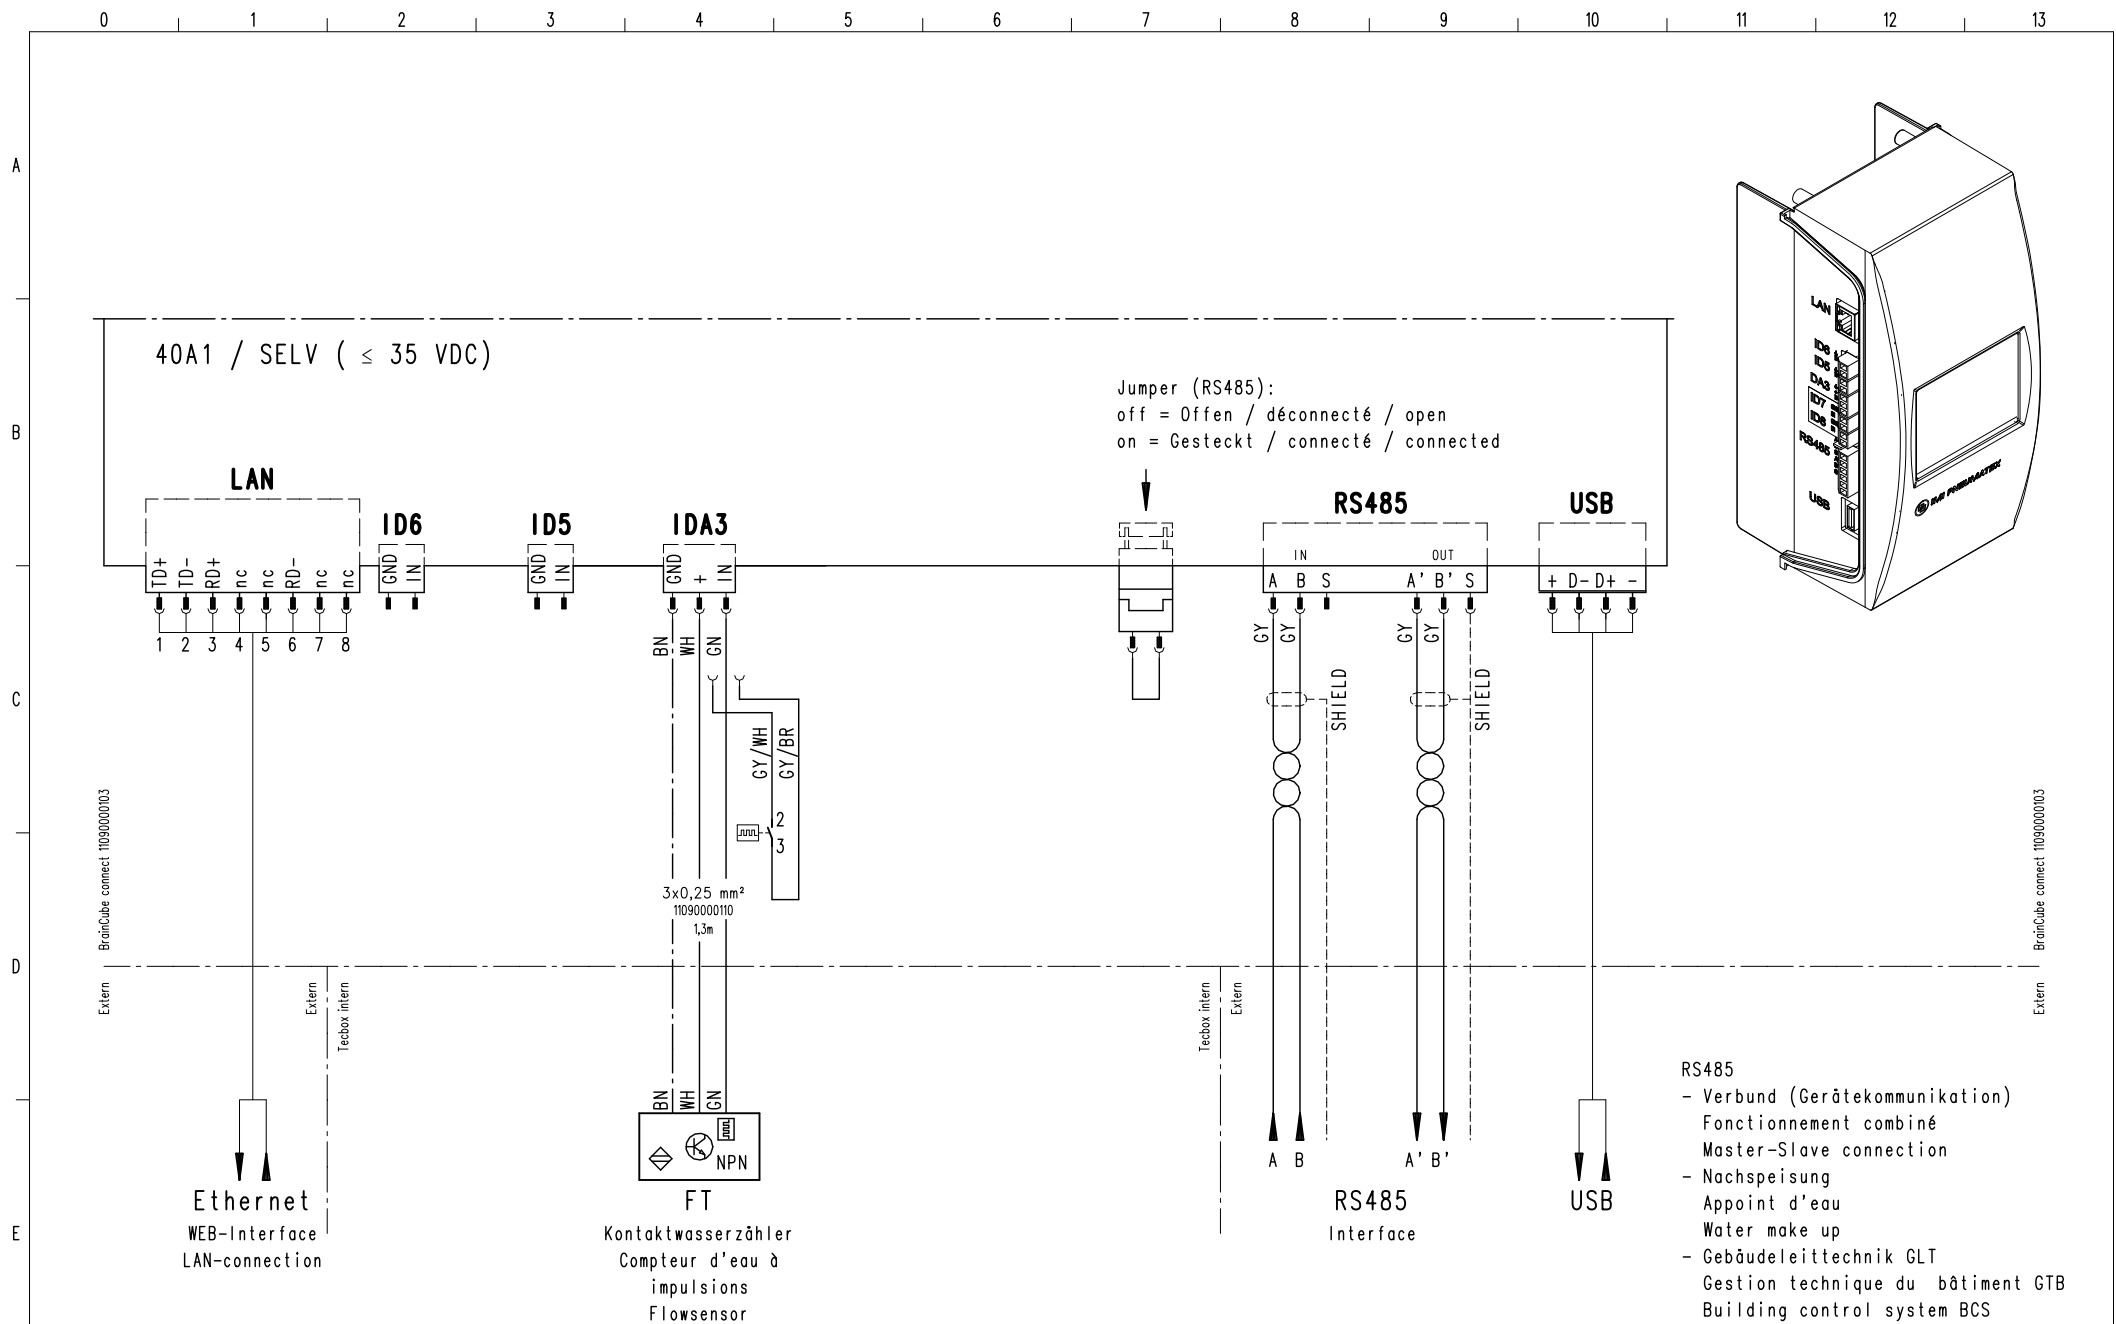 0 1 2 3 4 5 6 7 8 9 10 11 12 13
A
B
C
D
E
40A1 / SELV ( ≤ 35 VDC)
Jumper (RS485):
off = Offen / déconnecté / open
on = Gesteckt / connecté / connected
LAN
TD+ TD- RD+ nc nc RD- nc nc
1 2 3 4 5 6 7 8
ID6
GND IN
ID5
GND IN
IDA3
GND + IN
BN WH GN
GY/WH
GY/BR
2
3
3x0,25 mm²
11090000110
1,3m
RS485
IN OUT
A B S A' B' S
GY GY GY GY
SHIELD
SHIELD
USB
+ D- D+ -
LAN
ID6
ID5
DA3
ID7
ID8
RS485
USB
IMI PNEUMATEX
BrainCube connect 11090000103
BrainCube connect 11090000103
Extern
Extern
Tecbox intern
Tecbox intern
Extern
Extern
BN WH GN
NPN
A B A' B'
Ethernet
WEB-Interface
LAN-connection
FT
Kontaktwasserzähler
Compteur d'eau à
impulsions
Flowsensor
RS485
Interface
USB
RS485
- Verbund (Gerätekommunikation)
Fonctionnement combiné
Master-Slave connection
- Nachspeisung
Appoint d'eau
Water make up
- Gebäudeleittechnik GLT
Gestion technique du bâtiment GTB
Building control system BCS